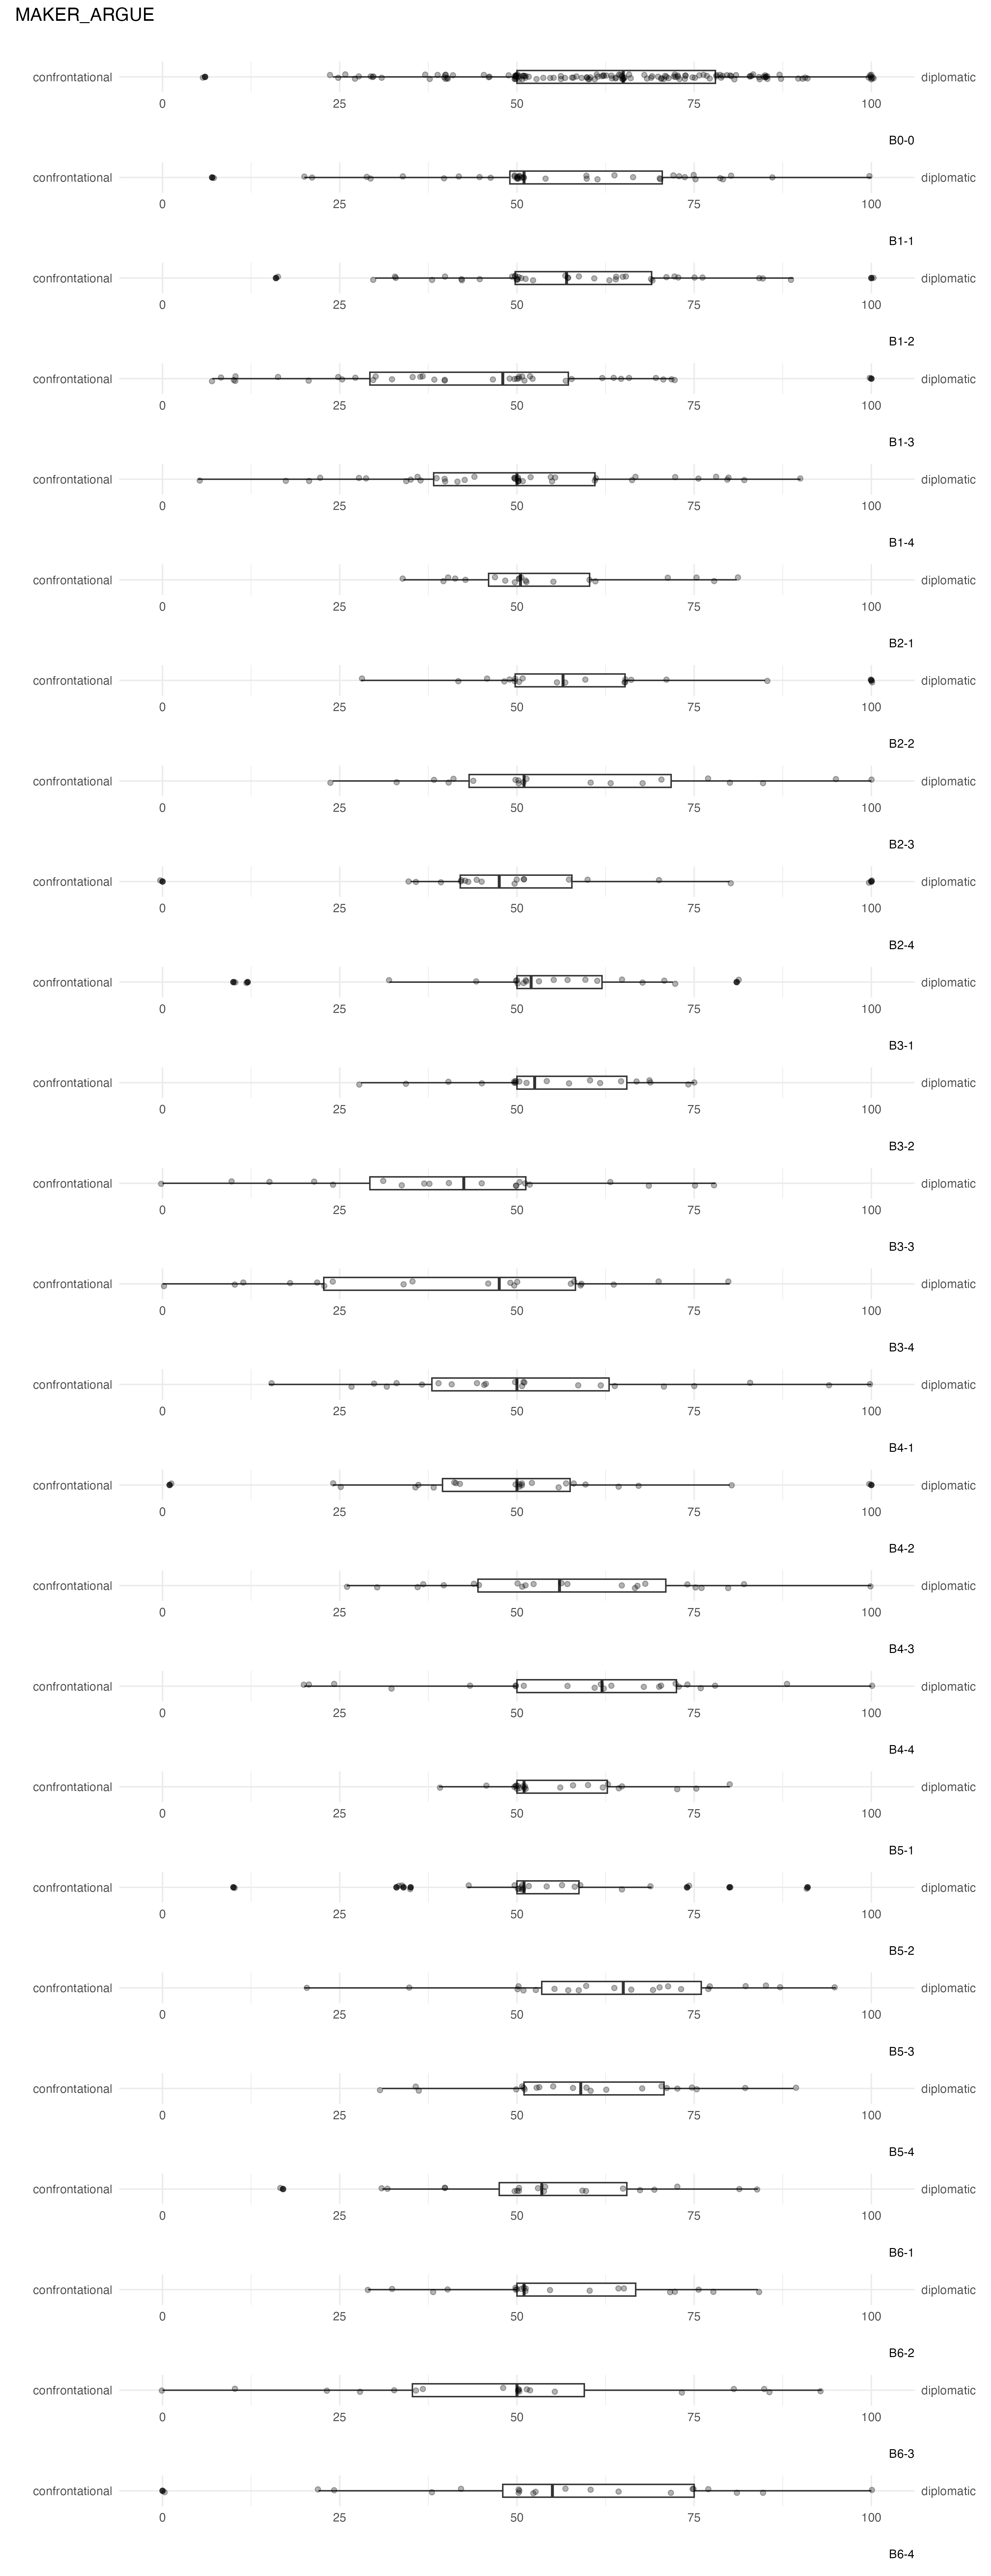 MAKER_ARGUE
confrontational diplomatic
0 25 50 75 100
B0-0
confrontational diplomatic
0 25 50 75 100
B1-1
confrontational diplomatic
0 25 50 75 100
B1-2
confrontational diplomatic
0 25 50 75 100
B1-3
confrontational diplomatic
0 25 50 75 100
B1-4
confrontational diplomatic
0 25 50 75 100
B2-1
confrontational diplomatic
0 25 50 75 100
B2-2
confrontational diplomatic
0 25 50 75 100
B2-3
confrontational diplomatic
0 25 50 75 100
B2-4
confrontational diplomatic
0 25 50 75 100
B3-1
confrontational diplomatic
0 25 50 75 100
B3-2
confrontational diplomatic
0 25 50 75 100
B3-3
confrontational diplomatic
0 25 50 75 100
B3-4
confrontational diplomatic
0 25 50 75 100
B4-1
confrontational diplomatic
0 25 50 75 100
B4-2
confrontational diplomatic
0 25 50 75 100
B4-3
confrontational diplomatic
0 25 50 75 100
B4-4
confrontational diplomatic
0 25 50 75 100
B5-1
confrontational diplomatic
0 25 50 75 100
B5-2
confrontational diplomatic
0 25 50 75 100
B5-3
confrontational diplomatic
0 25 50 75 100
B5-4
confrontational diplomatic
0 25 50 75 100
B6-1
confrontational diplomatic
0 25 50 75 100
B6-2
confrontational diplomatic
0 25 50 75 100
B6-3
confrontational diplomatic
0 25 50 75 100
B6-4